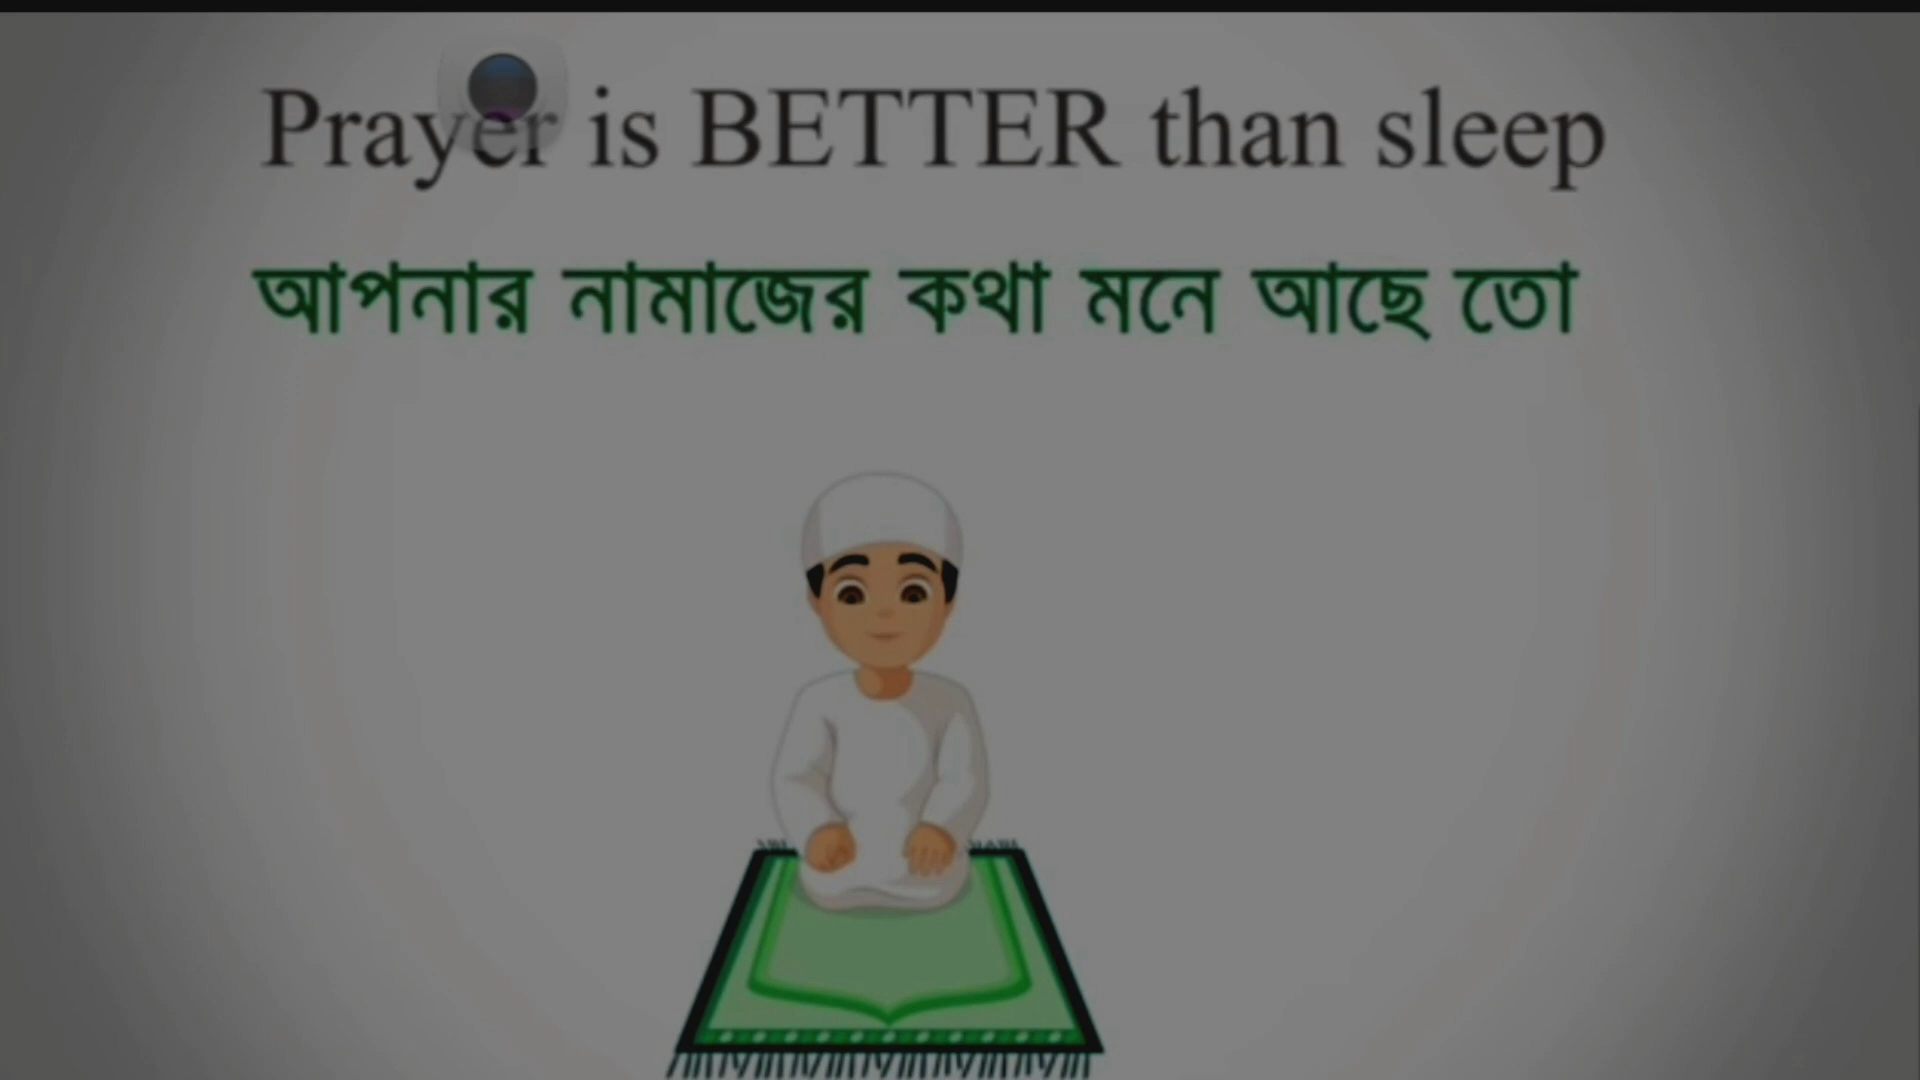 Prayer is BETTER than sleep
আপনার নামাজের কথা মনে আছে তো